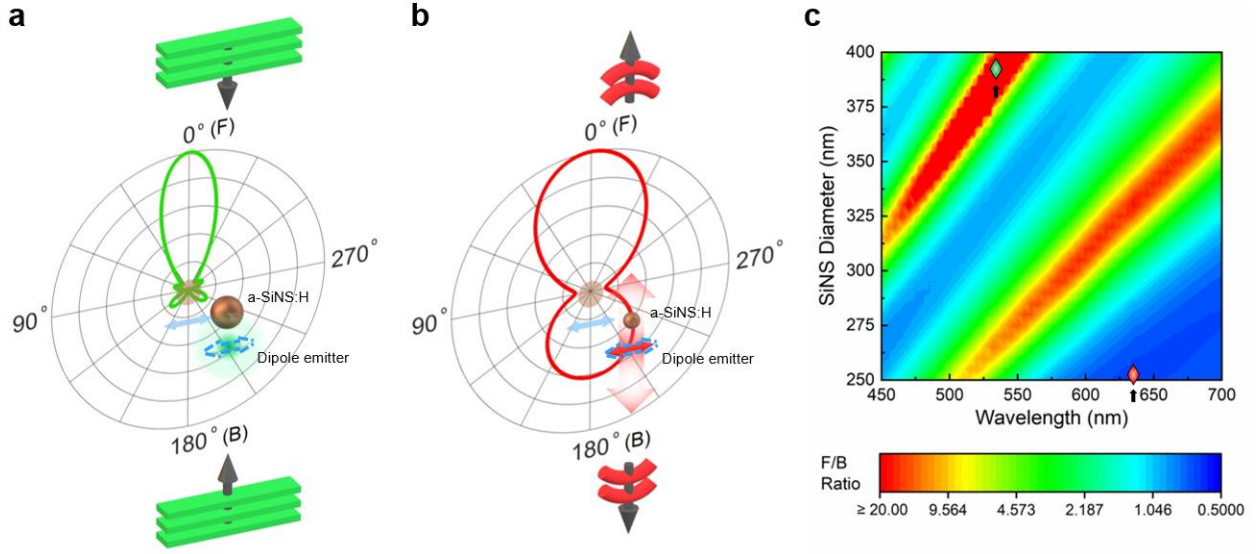 a
0° (F)
90°
270°
a-SiNS:H
Dipole emitter
180° (B)
b
0° (F)
90°
270°
a-SiNS:H
Dipole emitter
180° (B)
c
SiNS Diameter (nm)
400
375
350
325
300
275
250
450 500 550 600 650 700
Wavelength (nm)
F/B
Ratio
≥ 20.00 9.564 4.573 2.187 1.046 0.5000